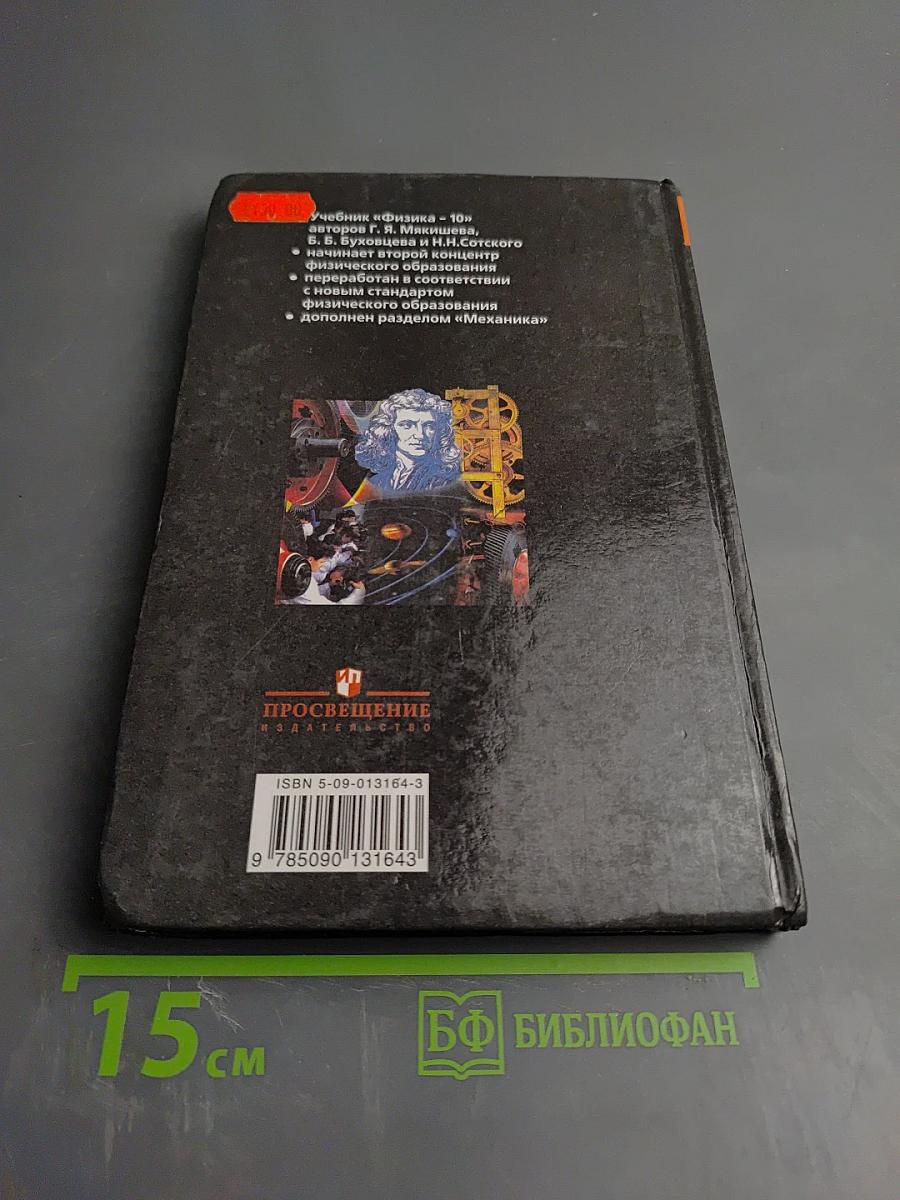 Учебник «Физика – 10»
авторов Г. Я. Мякишева,
Б. Б. Буховцева и Н.Н.Сотского
• начинает второй концентр
физического образования
• переработан в соответствии
с новым стандартом
физического образования
• дополнен разделом «Механика»
ИП
ПРОСВЕЩЕНИЕ
ИЗДАТЕЛЬСТВО
ISBN 5-09-013164-3
9 785090 131643
15 см
БФ БИБЛИОФАН